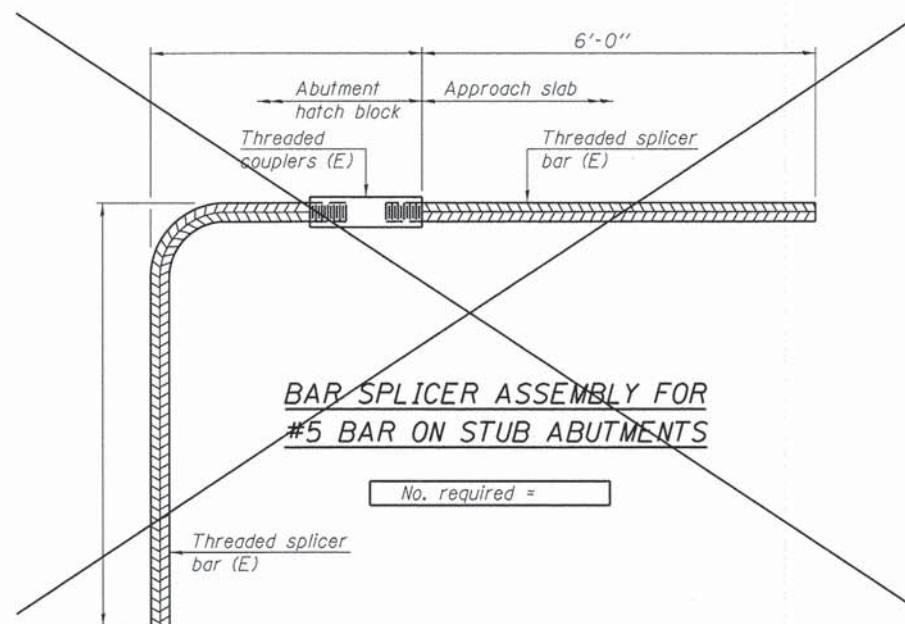 6'-0"
Abutment
hatch block
Approach slab
Threaded
couplers (E)
Threaded splicer
bar (E)
BAR SPLICER ASSEMBLY FOR
#5 BAR ON STUB ABUTMENTS
No. required =
Threaded splicer
bar (E)